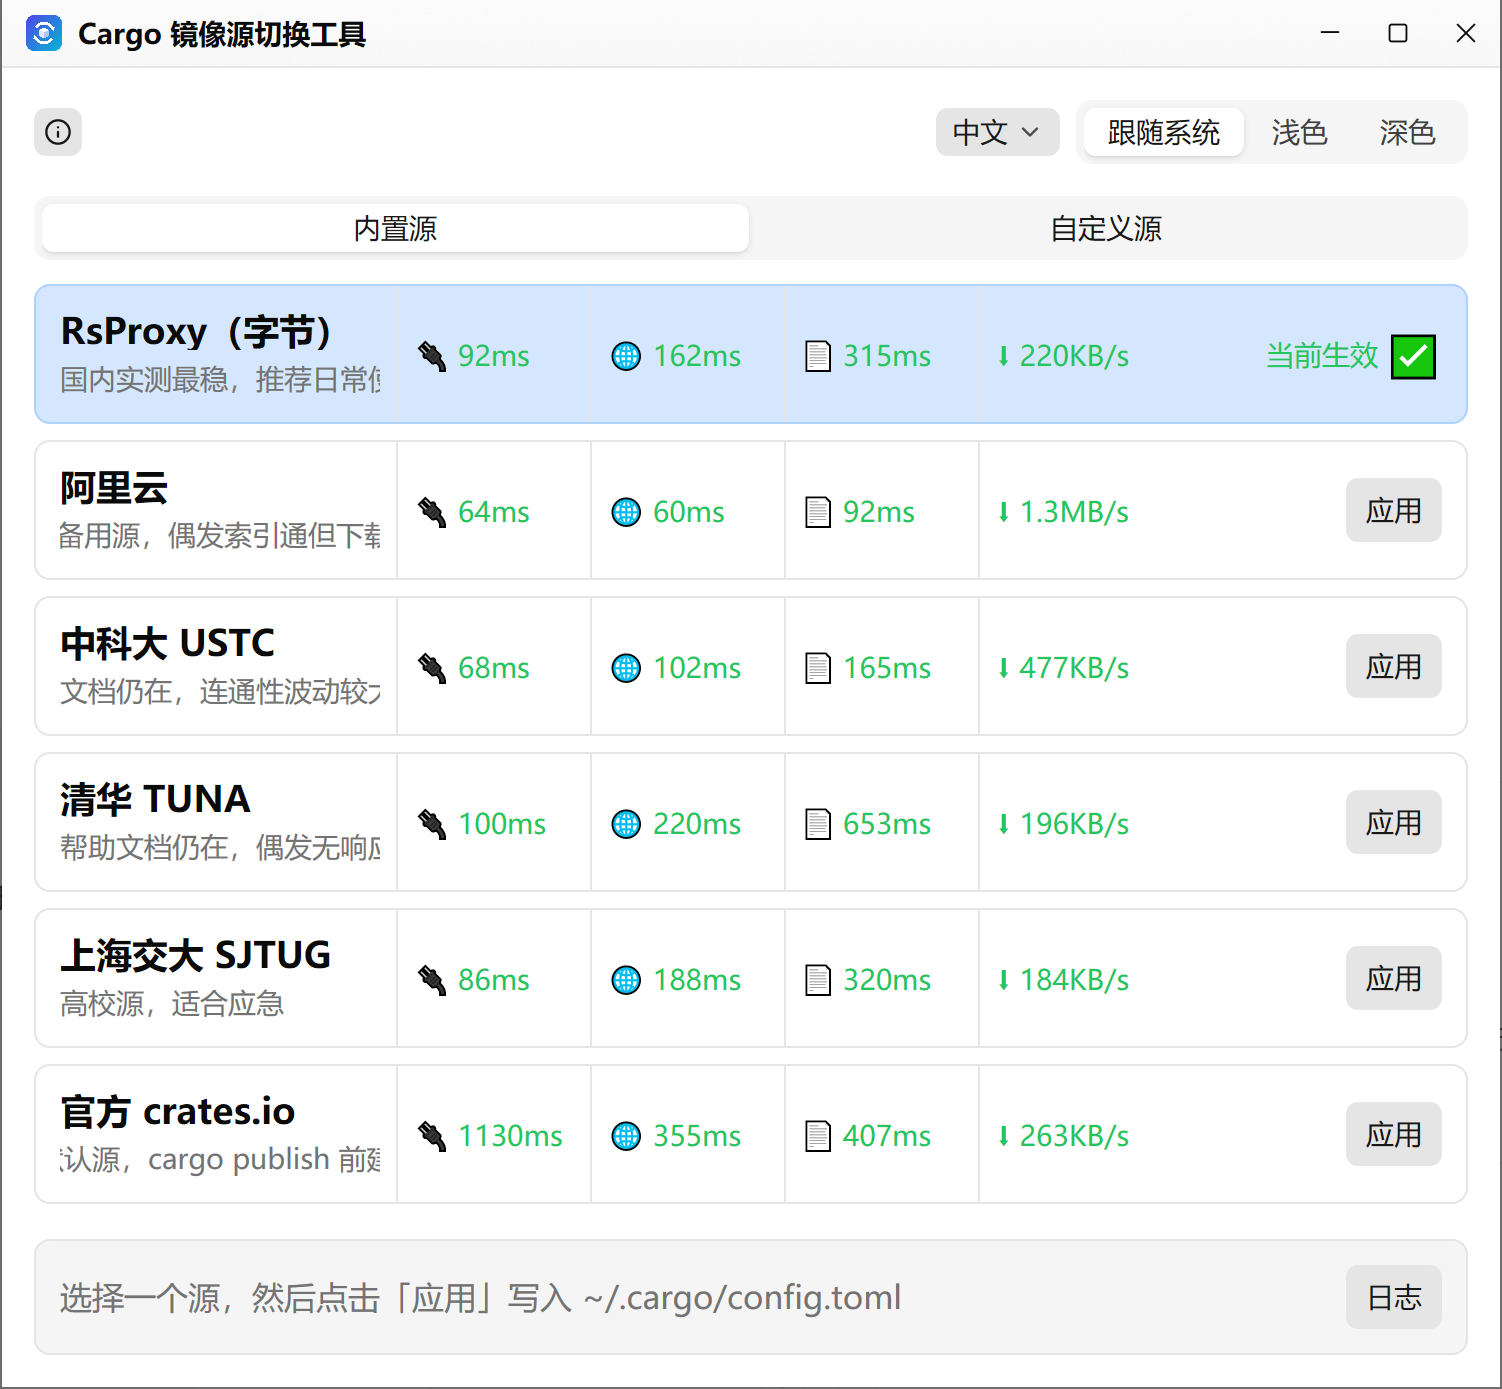 Cargo 镜像源切换工具
中文
跟随系统 浅色 深色
内置源 自定义源
RsProxy（字节）
国内实测最稳，推荐日常
92ms 162ms 315ms ↓ 220KB/s 当前生效
阿里云
备用源，偶发索引通但下载
64ms 60ms 92ms ↓ 1.3MB/s 应用
中科大 USTC
文档仍在，连通性波动较
68ms 102ms 165ms ↓ 477KB/s 应用
清华 TUNA
帮助文档仍在，偶发无响应
100ms 220ms 653ms ↓ 196KB/s 应用
上海交大 SJTUG
高校源，适合应急
86ms 188ms 320ms ↓ 184KB/s 应用
官方 crates.io
认源，cargo publish 前建
1130ms 355ms 407ms ↓ 263KB/s 应用
选择一个源，然后点击「应用」写入 ~/.cargo/config.toml
日志